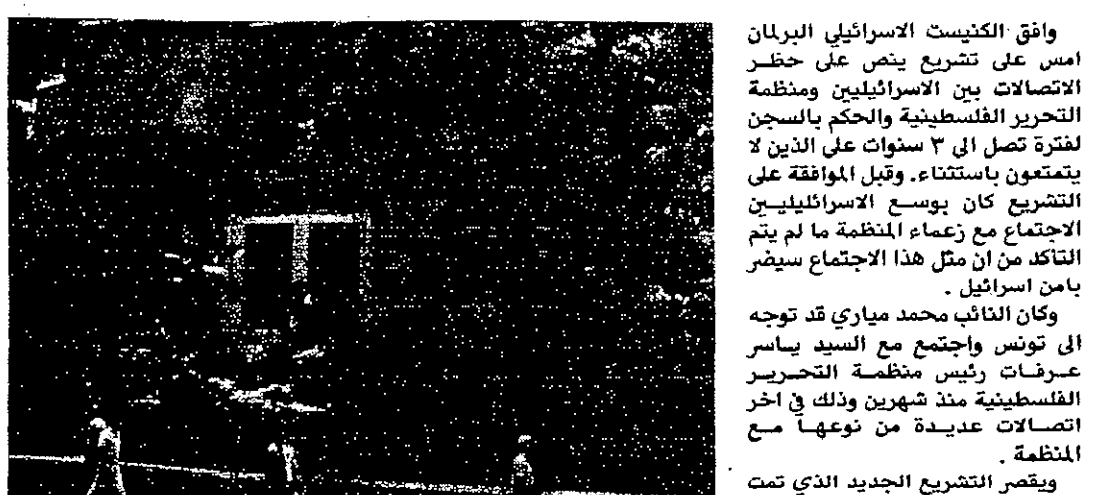 وافق الكنيست الاسرائيلي البرلمان
امس على تشريع ينص على حظر
الاتصالات بين الاسرائيليين ومنظمة
التحرير الفلسطينية والحكم بالسجن
لفترة تصل الى ٣ سنوات على الذين لا
يتمتعون باستثناء. وقبل الموافقة على
التشريع كان بوسع الاسرائليليين
الاجتماع مع زعماء المنظمة ما لم يتم
التأكد من ان مثل هذا الاجتماع سيضر
بامن اسرائيل .
وكان النائب محمد مياري قد توجه
الى تونس واجتمع مع السيد ياسر
عرفات رئيس منظمة التحرير
الفلسطينية منذ شهرين وذلك في اخر
اتصالات عديدة من نوعها مع
المنظمة .
ويقصر التشريع الجديد الذي تمت